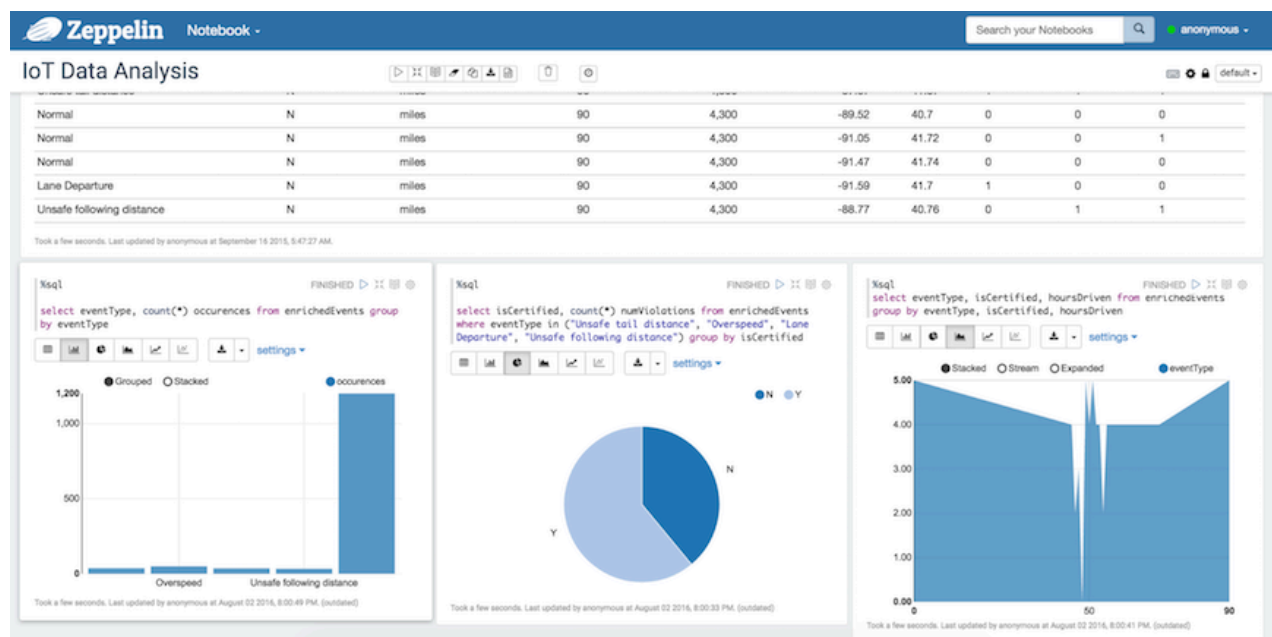 Zeppelin Notebook Search your Notebooks anonymous
IoT Data Analysis default
Normal N miles 90 4,300 -89.52 40.7 0 0 0
Normal N miles 90 4,300 -91.05 41.72 0 0 1
Normal N miles 90 4,300 -91.47 41.74 0 0 0
Lane Departure N miles 90 4,300 -91.59 41.7 1 0 0
Unsafe following distance N miles 90 4,300 -88.77 40.76 0 1 1
Took a few seconds. Last updated by anonymous at September 16 2015, 5:47:27 AM.
%sql FINISHED
select eventType, count(*) occurences from enrichedEvents group
by eventType
settings
Grouped Stacked occurences
1,200
1,000
500
0
Overspeed Unsafe following distance
Took a few seconds. Last updated by anonymous at August 02 2016, 8:00:49 PM. (outdated)
%sql FINISHED
select isCertified, count(*) numViolations from enrichedEvents
where eventType in ("Unsafe tail distance", "Overspeed", "Lane
Departure", "Unsafe following distance") group by isCertified
settings
N Y
N
Y
Took a few seconds. Last updated by anonymous at August 02 2016, 8:00:33 PM. (outdated)
%sql FINISHED
select eventType, isCertified, hoursDriven from enrichedEvents
group by eventType, isCertified, hoursDriven
settings
Stacked Stream Expanded eventType
5.00
4.00
3.00
2.00
1.00
0.00
0 50 90
Took a few seconds. Last updated by anonymous at August 02 2016, 8:00:41 PM. (outdated)